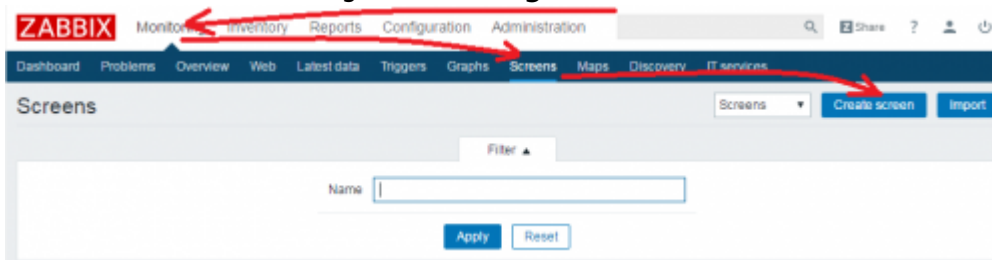 ZABBIX Monitoring Inventory Reports Configuration Administration Share ?
Dashboard Problems Overview Web Latest data Triggers Graphs Screens Maps Discovery IT services
Screens Screens ▼ Create screen Import
Filter ▲
Name
Apply Reset